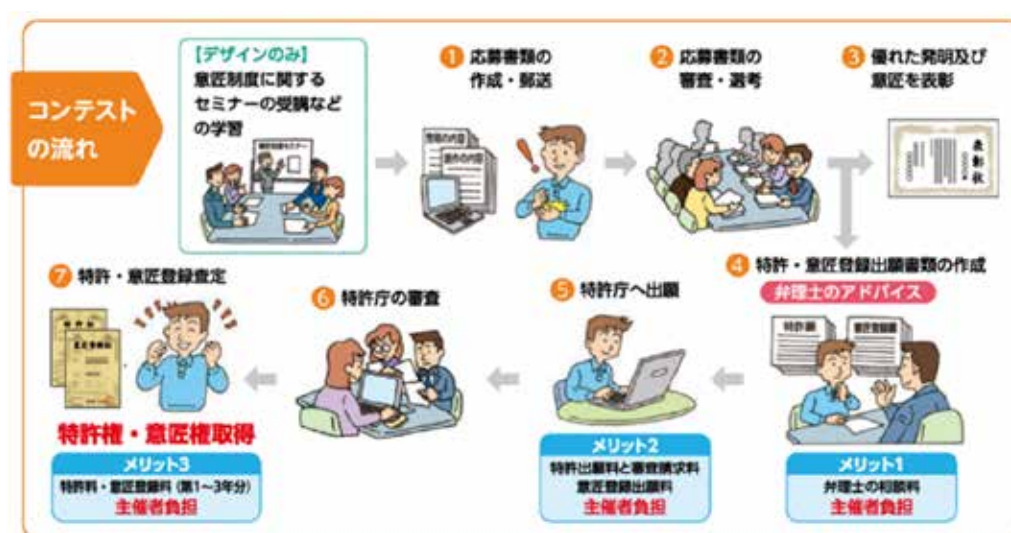 コンテスト
の流れ
【デザインのみ】
意匠制度に関する
セミナーの受講など
の学習
① 応募書類の
作成・郵送
② 応募書類の
審査・選考
③ 優れた発明及び
意匠を表彰
表彰状
④ 特許・意匠登録出願書類の作成
弁理士のアドバイス
特許願
意匠登録願
メリット1
弁理士の相談料
主催者負担
⑤ 特許庁へ出願
メリット2
特許出願料と審査請求料
意匠登録出願料
主催者負担
⑥ 特許庁の審査
⑦ 特許・意匠登録査定
特許権・意匠権取得
メリット3
特許料・意匠登録料（第1～3年分）
主催者負担